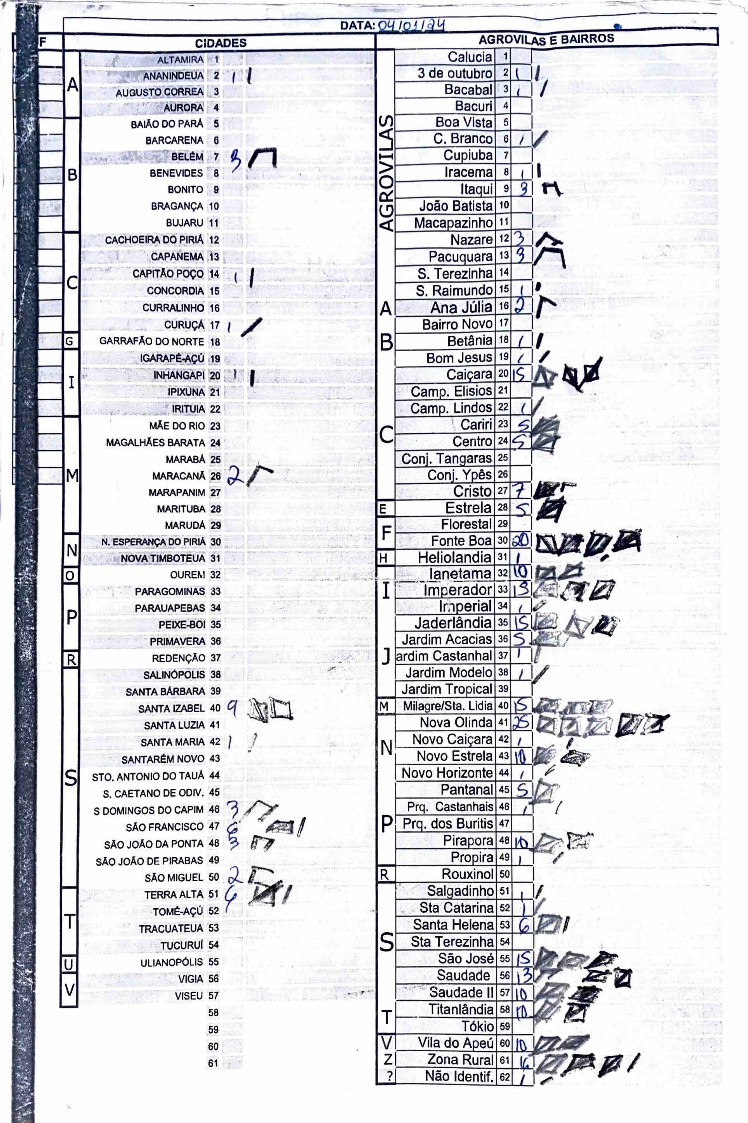 DATA: 04/01/24
F
CIDADES
A
ALTAMIRA 1
ANANINDEUA 2 1
AUGUSTO CORREA 3
AURORA 4
B
BAIÃO DO PARÁ 5
BARCARENA 6
BELÉM 7 3
BENEVIDES 8
BONITO 9
BRAGANÇA 10
BUJARU 11
C
CACHOEIRA DO PIRIÁ 12
CAPANEMA 13
CAPITÃO POÇO 14 1
CONCORDIA 15
CURRALINHO 16
CURUÇÁ 17 1
G
GARRAFÃO DO NORTE 18
I
IGARAPÉ-AÇÚ 19
INHANGAPI 20 1
IPIXUNA 21
IRITUIA 22
M
MÃE DO RIO 23
MAGALHÃES BARATA 24
MARABÁ 25
MARACANÃ 26 2
MARAPANIM 27
MARITUBA 28
MARUDÁ 29
N
N. ESPERANÇA DO PIRIÁ 30
NOVA TIMBOTEUA 31
O
OUREM 32
P
PARAGOMINAS 33
PARAUAPEBAS 34
PEIXE-BOI 35
PRIMAVERA 36
R
REDENÇÃO 37
S
SALINÓPOLIS 38
SANTA BÁRBARA 39
SANTA IZABEL 40 9
SANTA LUZIA 41
SANTA MARIA 42 1
SANTARÉM NOVO 43
STO. ANTONIO DO TAUÁ 44
S. CAETANO DE ODIV. 45
S DOMINGOS DO CAPIM 46 3
SÃO FRANCISCO 47 6
SÃO JOÃO DA PONTA 48 3
SÃO JOÃO DE PIRABAS 49
SÃO MIGUEL 50 2
T
TERRA ALTA 51 6
TOMÉ-AÇÚ 52
TRACUATEUA 53
TUCURUÍ 54
U
ULIANÓPOLIS 55
V
VIGIA 56
VISEU 57
58
59
60
61
AGROVILAS E BAIRROS
AGROVILAS
Calucia 1
3 de outubro 2 1
Bacabal 3 1
Bacuri 4
Boa Vista 5
C. Branco 6 1
Cupiuba 7
Iracema 8 1
Itaqui 9 3
João Batista 10
Macapazinho 11
Nazare 12 3
Pacuquara 13 3
S. Terezinha 14
S. Raimundo 15 1
A
Ana Júlia 16 2
B
Bairro Novo 17
Betânia 18 1
Bom Jesus 19 1
C
Caiçara 20 15
Camp. Elisios 21
Camp. Lindos 22 1
Cariri 23 5
Centro 24 5
Conj. Tangaras 25
Conj. Ypês 26
Cristo 27 7
E
Estrela 28 5
F
Florestal 29
Fonte Boa 30 20
H
Heliolandia 31 1
I
Ianetama 32 10
Imperador 33 13
Imperial 34 1
J
Jaderlândia 35 15
Jardim Acacias 36 5
ardim Castanhal 37 1
Jardim Modelo 38 1
Jardim Tropical 39
M
Milagre/Sta. Lidia 40 15
N
Nova Olinda 41 25
Novo Caiçara 42 1
Novo Estrela 43 10
Novo Horizonte 44 1
P
Pantanal 45 5
Prq. Castanhais 46 1
Prq. dos Buritis 47
Pirapora 48 10
Propira 49 1
R
Rouxinol 50
S
Salgadinho 51 1
Sta Catarina 52 1
Santa Helena 53 6
Sta Terezinha 54
São José 55 15
Saudade 56 13
Saudade II 57 10
T
Titanlândia 58 10
Tókio 59
V
Vila do Apeú 60 10
Z
Zona Rural 61 16
?
Não Identif. 62 1